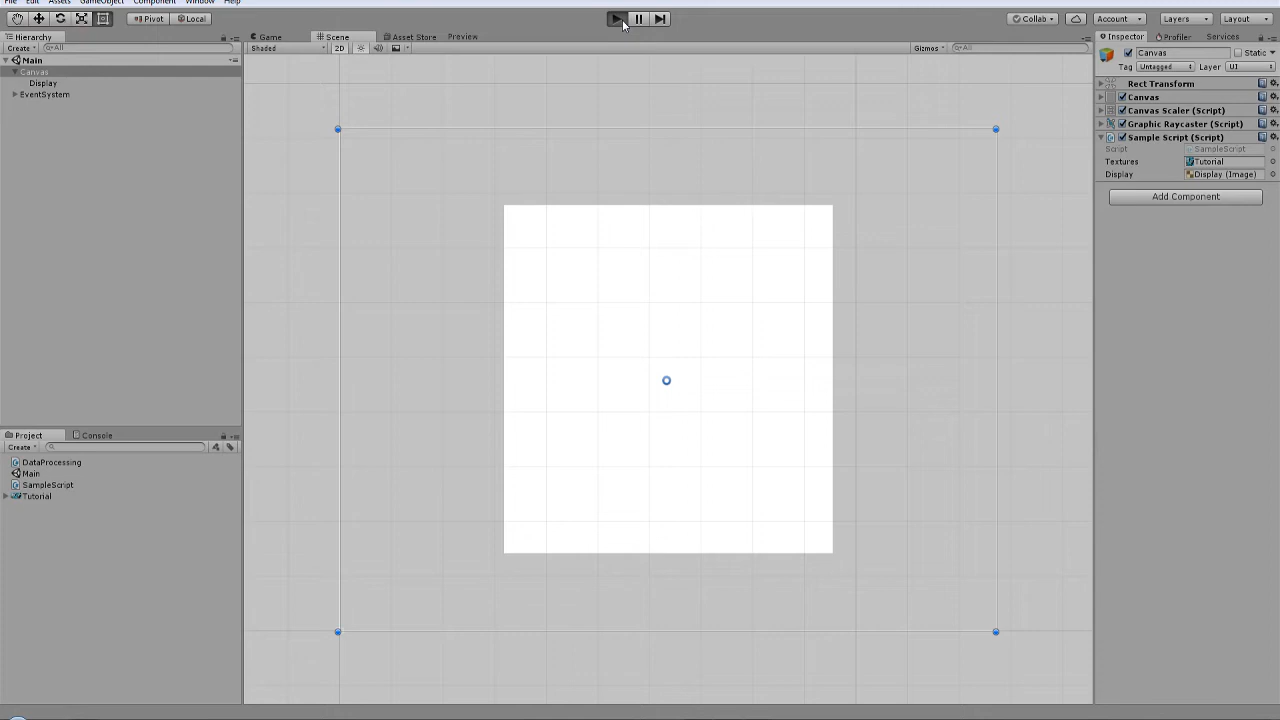 File Edit Assets GameObject Component Window Help
Pivot Local Collab Account Layers Layout
Hierarchy Game Scene Asset Store Preview Inspector Profiler Services
Create All Shaded 2D Gizmos All Canvas Static
Main
Tag Untagged Layer UI
Canvas
Display
EventSystem
Rect Transform
Canvas
Canvas Scaler (Script)
Graphic Raycaster (Script)
Sample Script (Script)
Script SampleScript
Textures Tutorial
Display Display (Image)
Add Component
Project Console
Create
DataProcessing
Main
SampleScript
Tutorial